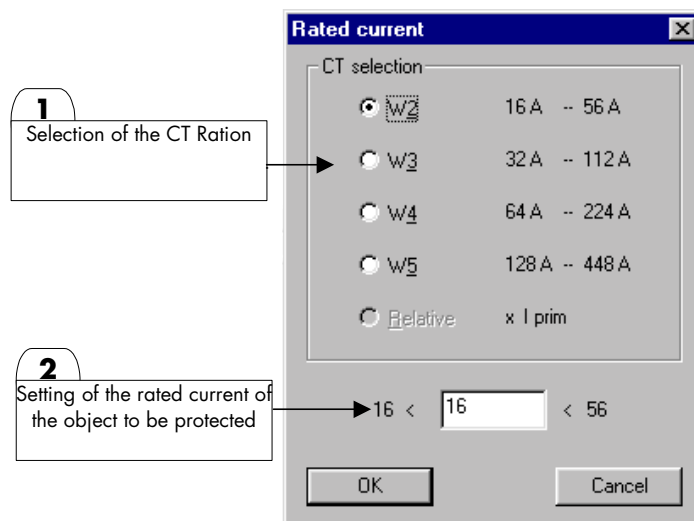 Rated current
CT selection
1
Selection of the CT Ration
W2 16 A -- 56 A
W3 32 A -- 112 A
W4 64 A -- 224 A
W5 128 A -- 448 A
Relative x I prim
2
Setting of the rated current of
the object to be protected
16 < 16 < 56
OK Cancel